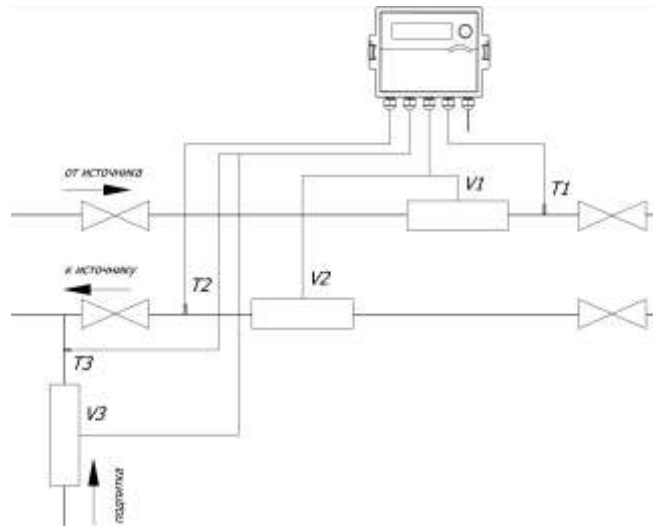 от источника
V1
T1
к источнику
T2
V2
T3
V3
подпитка